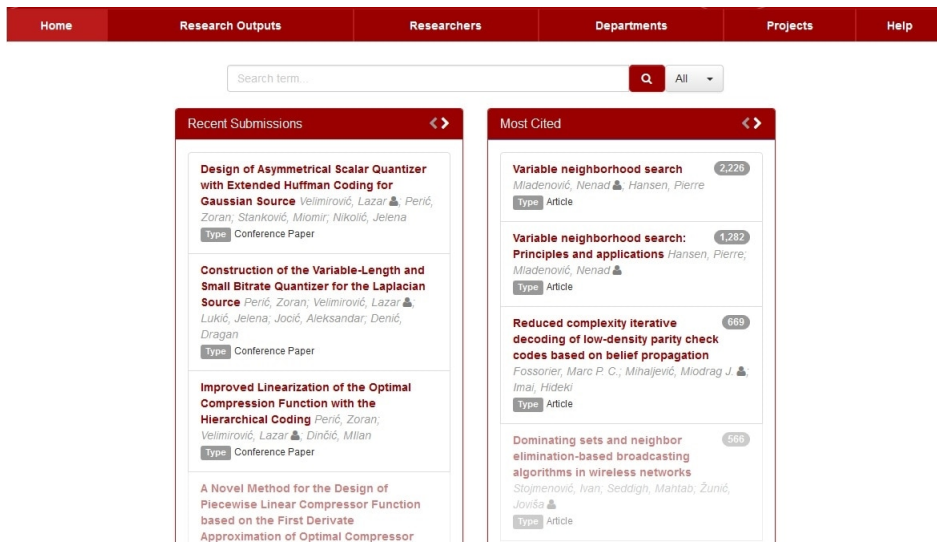 Home Research Outputs Researchers Departments Projects Help
Search term... All
Recent Submissions
Design of Asymmetrical Scalar Quantizer
with Extended Huffman Coding for
Gaussian Source Velimirović, Lazar; Perić,
Zoran; Stanković, Miomir; Nikolić, Jelena
Type Conference Paper
Construction of the Variable-Length and
Small Bitrate Quantizer for the Laplacian
Source Perić, Zoran; Velimirović, Lazar;
Lukić, Jelena; Jocić, Aleksandar; Denić,
Dragan
Type Conference Paper
Improved Linearization of the Optimal
Compression Function with the
Hierarchical Coding Perić, Zoran;
Velimirović, Lazar; Dinčić, MIlan
Type Conference Paper
A Novel Method for the Design of
Piecewise Linear Compressor Function
based on the First Derivate
Approximation of Optimal Compressor
Most Cited
Variable neighborhood search 2,226
Mladenović, Nenad; Hansen, Pierre
Type Article
Variable neighborhood search: 1,282
Principles and applications Hansen, Pierre;
Mladenović, Nenad
Type Article
Reduced complexity iterative 669
decoding of low-density parity check
codes based on belief propagation
Fossorier, Marc P. C.; Mihaljević, Miodrag J.;
Imai, Hideki
Type Article
Dominating sets and neighbor 566
elimination-based broadcasting
algorithms in wireless networks
Stojmenović, Ivan; Seddigh, Mahtab; Žunić,
Joviša
Type Article